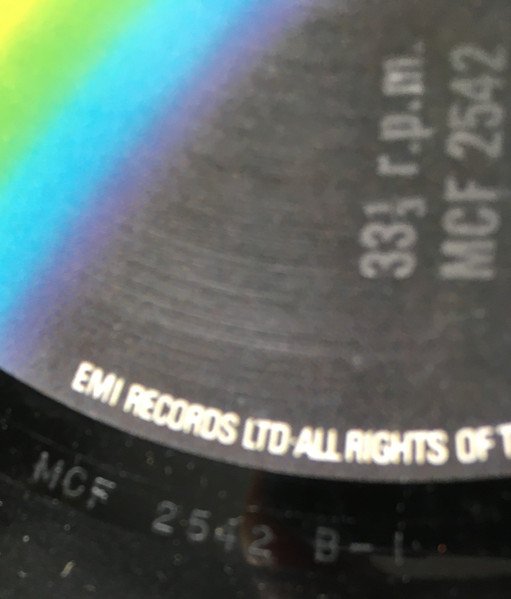 33⅓ r.p.m.
MCF 2542
EMI RECORDS LTD·ALL RIGHTS OF T
MCF 2542 B-1